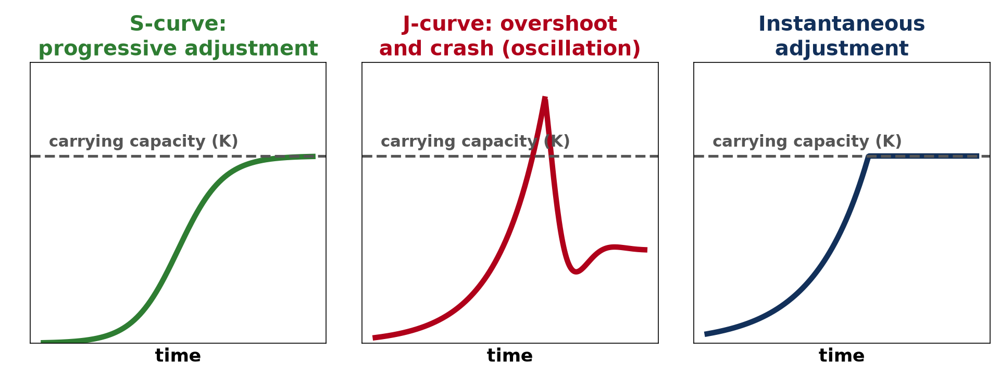 S-curve:
progressive adjustment
carrying capacity (K)
time
J-curve: overshoot
and crash (oscillation)
carrying capacity (K)
time
Instantaneous
adjustment
carrying capacity (K)
time